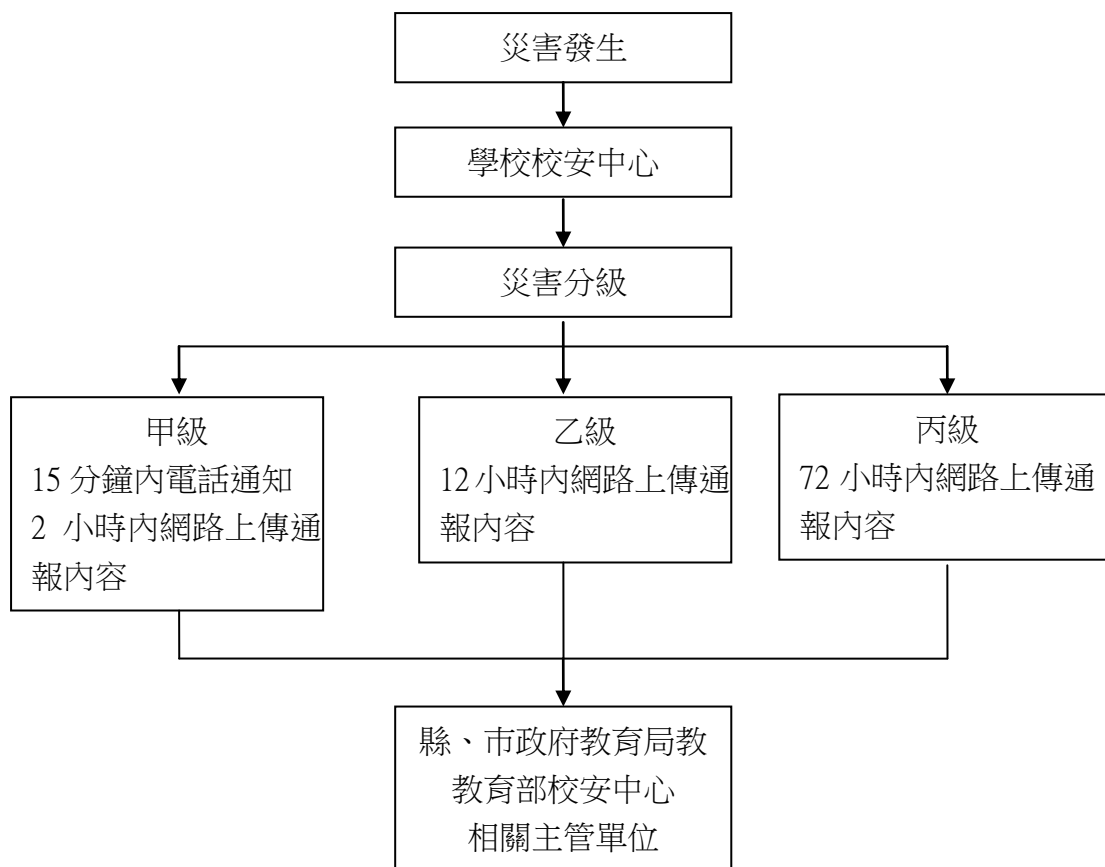 災害發生
學校校安中心
災害分級
甲級
15 分鐘內電話通知
2 小時內網路上傳通
報內容
乙級
12 小時內網路上傳通
報內容
丙級
72 小時內網路上傳通
報內容
縣、市政府教育局教
教育部校安中心
相關主管單位